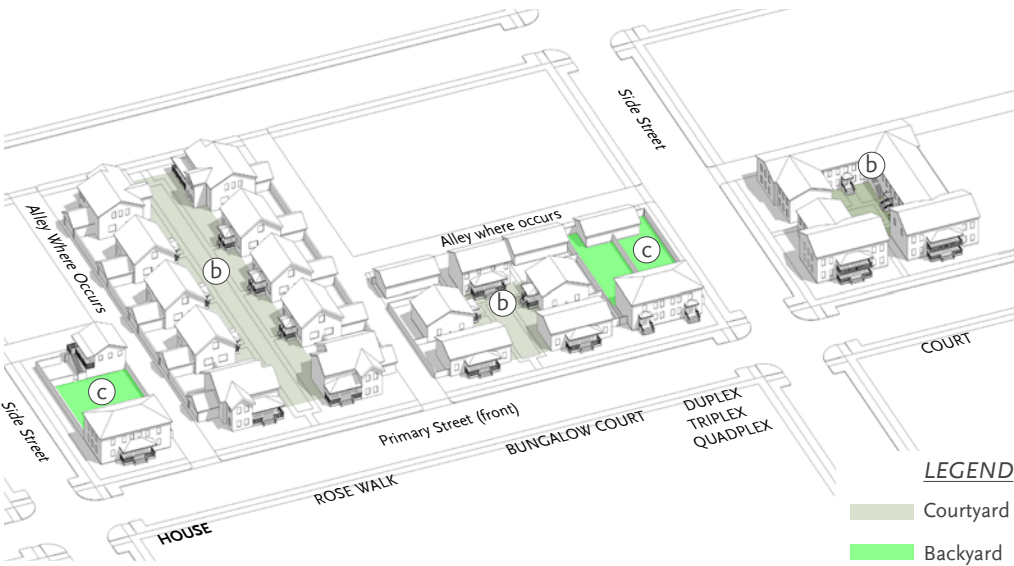 Side Street
b
Alley Where Occurs
Alley where occurs
b
c
b
c
Side Street
COURT
Primary Street (front)
DUPLEX
TRIPLEX
QUADPLEX
BUNGALOW COURT
ROSE WALK
HOUSE
LEGEND
Courtyard
Backyard